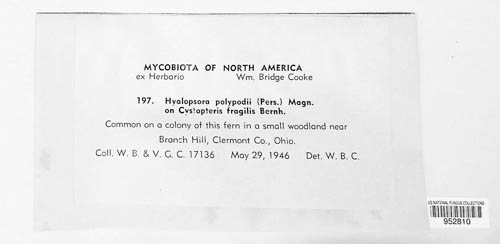 MYCOBIOTA OF NORTH AMERICA
ex Herbario Wm. Bridge Cooke
197. Hyalopsora polypodii (Pers.) Magn.
on Cystopteris fragilis Bernh.
Common on a colony of this fern in a small woodland near
Branch Hill, Clermont Co., Ohio.
Coll. W. B. & V. G. C. 17136 May 29, 1946 Det. W. B. C.
US NATIONAL FUNGUS COLLECTIONS
952810